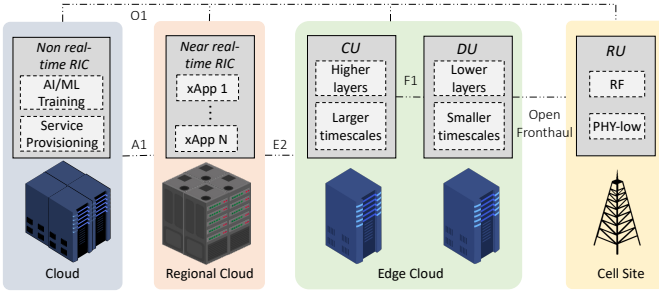 O1
Non real-
time RIC
AI/ML
Training
Service
Provisioning
A1
Cloud
Near real-
time RIC
xApp 1
xApp N
E2
Regional Cloud
CU
Higher
layers
Larger
timescales
F1
DU
Lower
layers
Smaller
timescales
Edge Cloud
Open
Fronthaul
RU
RF
PHY-low
Cell Site